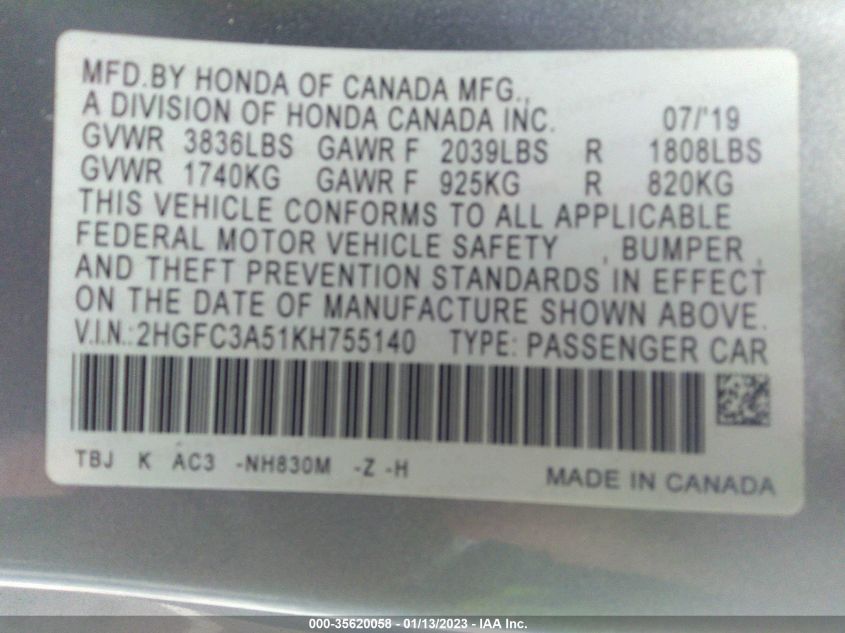 MFD.BY HONDA OF CANADA MFG.,
A DIVISION OF HONDA CANADA INC. 07/'19
GVWR 3836LBS GAWR F 2039LBS R 1808LBS
GVWR 1740KG GAWR F 925KG R 820KG
THIS VEHICLE CONFORMS TO ALL APPLICABLE
FEDERAL MOTOR VEHICLE SAFETY , BUMPER ,
AND THEFT PREVENTION STANDARDS IN EFFECT
ON THE DATE OF MANUFACTURE SHOWN ABOVE.
V.I.N.:2HGFC3A51KH755140 TYPE: PASSENGER CAR
TBJ K AC3 -NH830M -Z -H MADE IN CANADA
000-35620058 - 01/13/2023 - IAA Inc.